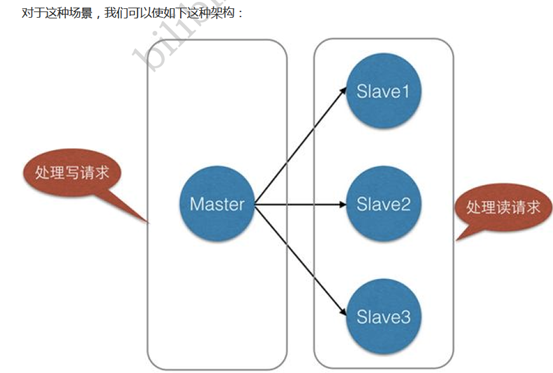 对于这种场景，我们可以使如下这种架构：
bilibi
Slave1
处理写请求
Master
Slave2
处理读请求
Slave3